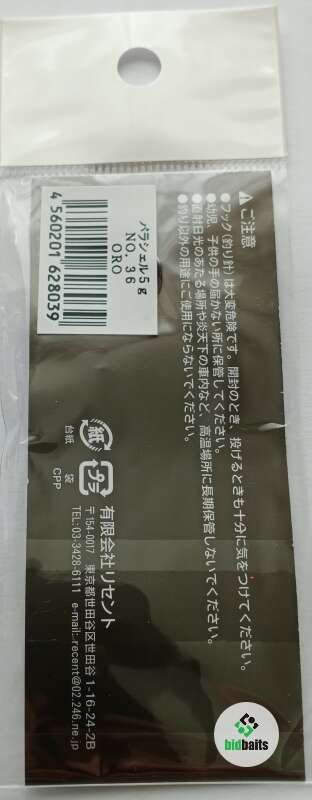 ⚠ご注意
●フック(釣り針)は大変危険です。開封のとき、投げるときも十分に気をつけてください。
●幼児、子供の手の届かない所に保管してください。
●直射日光のあたる場所や炎天下の車内など、高温場所に長期保管しないでください。
●釣り以外の用途にご使用にならないでください。
パラシェル5g
NO. 36
ORO
4 560201 628039
紙
台紙
プラ
袋
CPP
有限会社リセント
〒154-0017 東京都世田谷区世田谷 1-16-24-2B
TEL:03-3428-6111 e-mail:recent@02.246.ne.jp
bidbaits